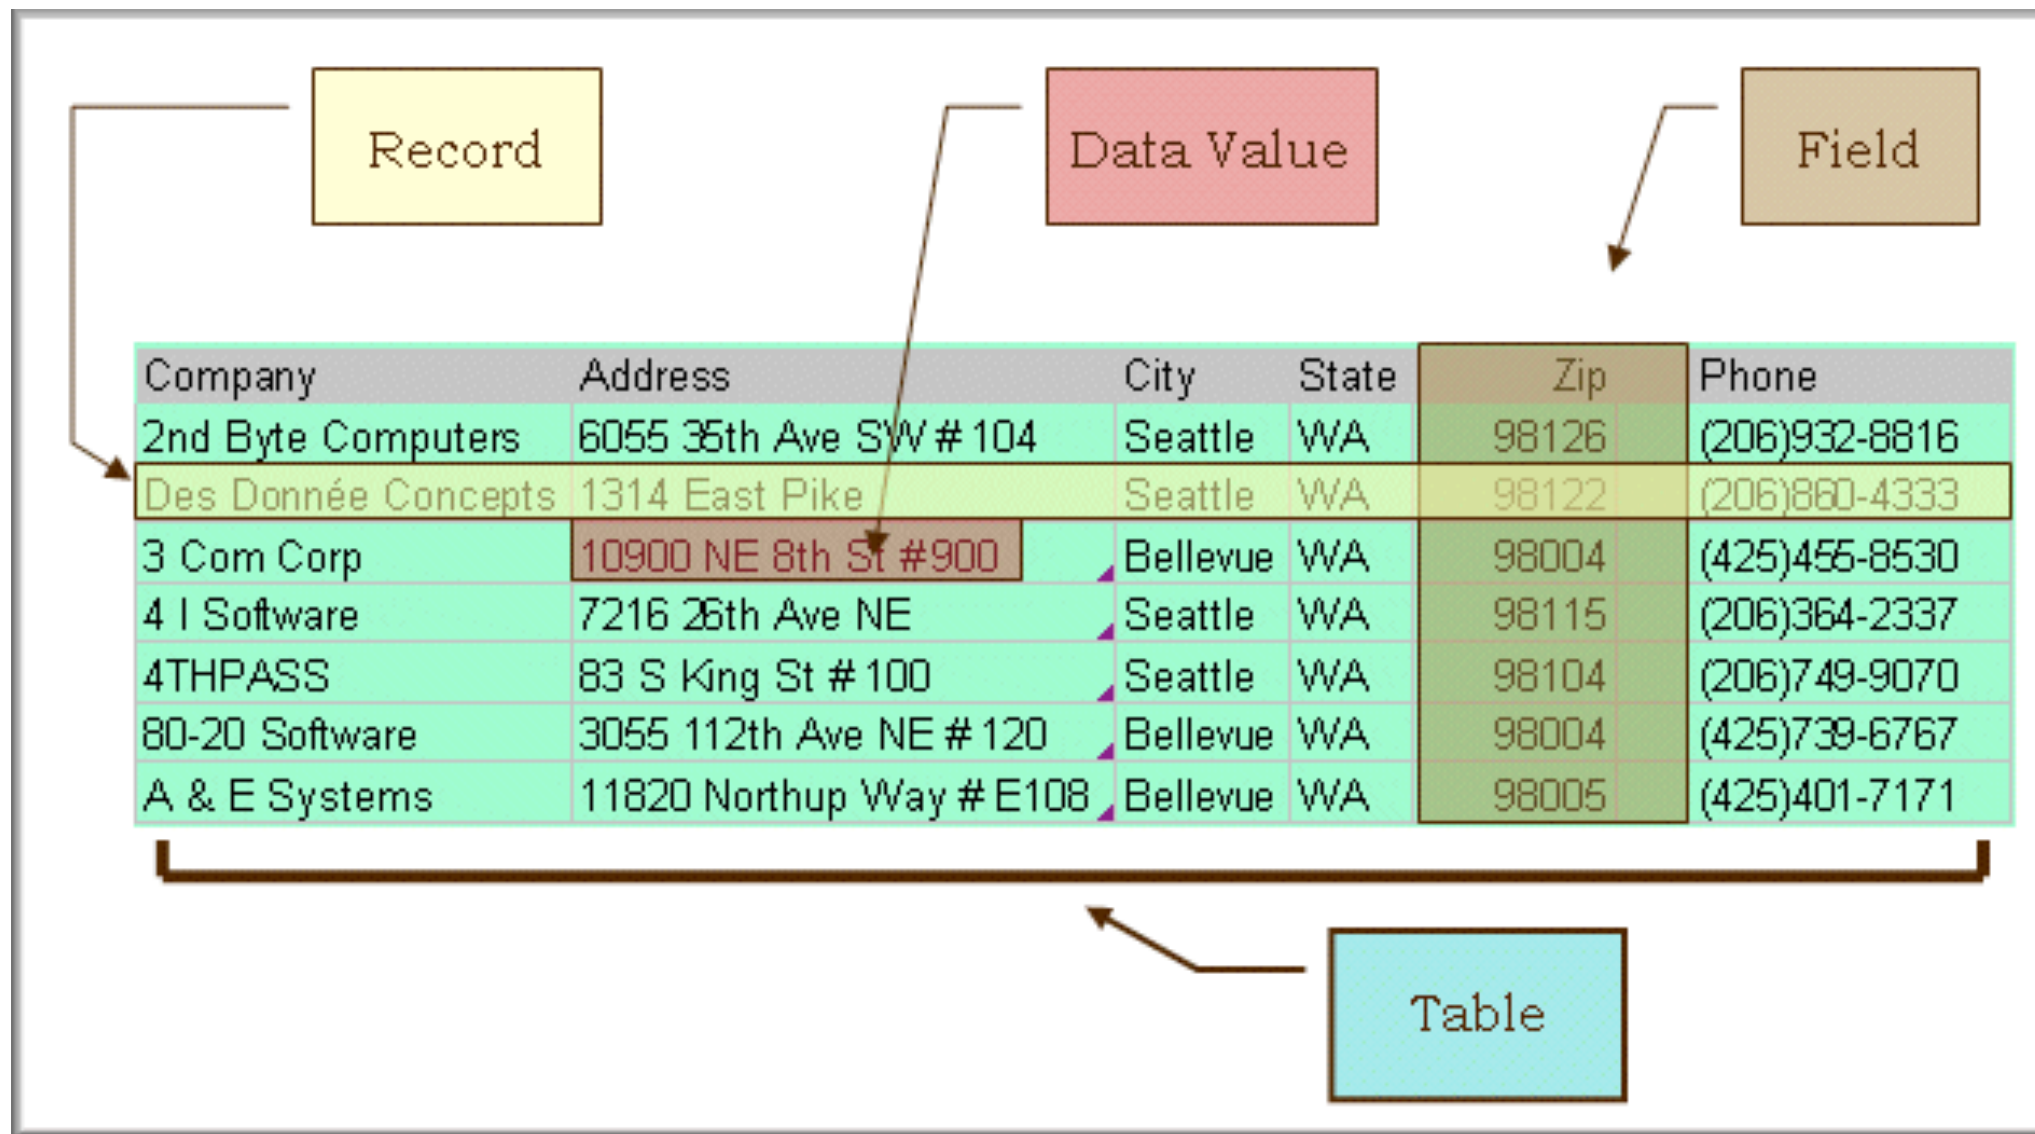 Record Data Value Field
Company Address City State Zip Phone
2nd Byte Computers 6055 35th Ave SW # 104 Seattle WA 98126 (206)932-8816
Des Donnée Concepts 1314 East Pike Seattle WA 98122 (206)860-4333
3 Com Corp 10900 NE 8th St #900 Bellevue WA 98004 (425)455-8530
4 I Software 7216 26th Ave NE Seattle WA 98115 (206)364-2337
4THPASS 83 S King St # 100 Seattle WA 98104 (206)749-9070
80-20 Software 3055 112th Ave NE # 120 Bellevue WA 98004 (425)739-6767
A & E Systems 11820 Northup Way # E108 Bellevue WA 98005 (425)401-7171
Table